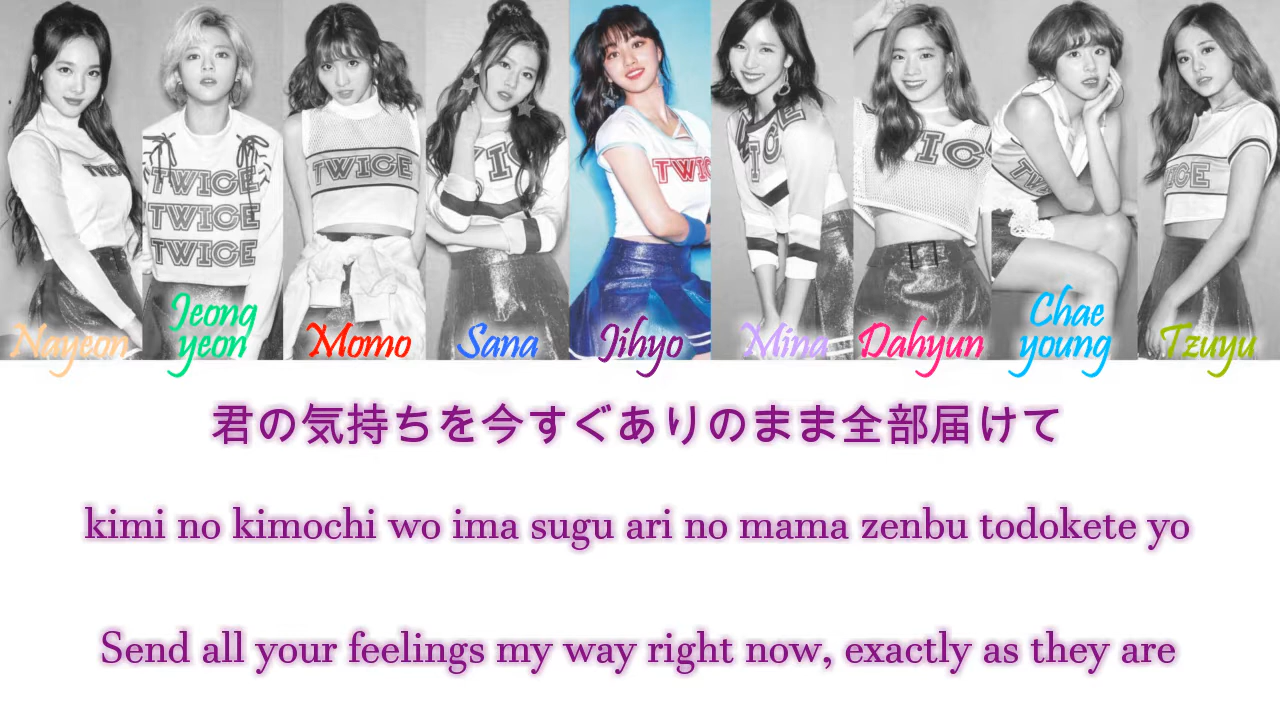 TWICE
TWICE
TWICE
TWICE
TWICE
TWIC
TWIC
Nayeon
Jeong
yeon
Momo
Sana
Jihyo
Mina
Dahyun
Chae
young
Tzuyu
君の気持ちを今すぐありのまま全部届けて
kimi no kimochi wo ima sugu ari no mama zenbu todokete yo
Send all your feelings my way right now, exactly as they are